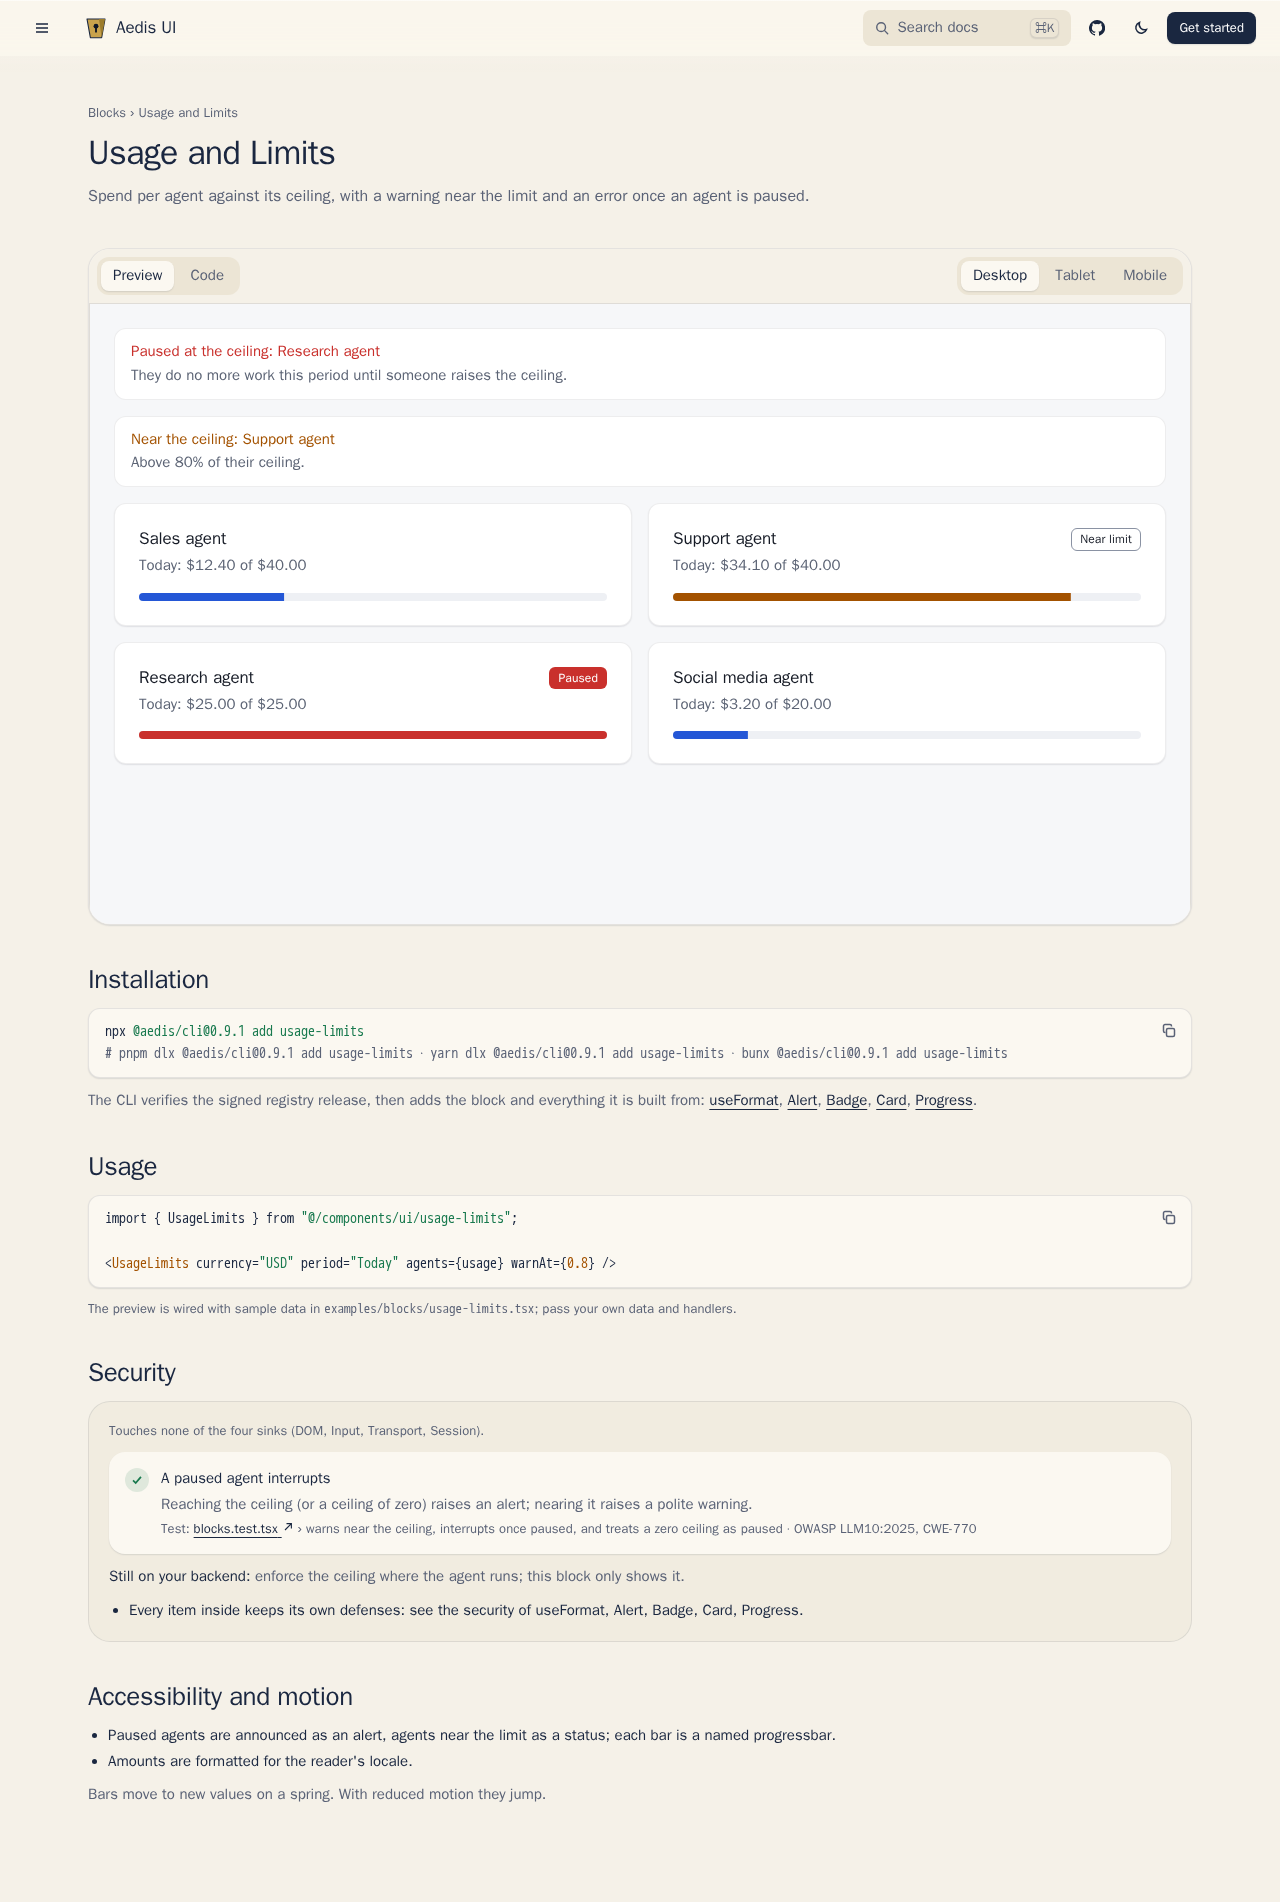 Aedis UI
Search docs
⌘K
Get started
Blocks › Usage and Limits
Usage and Limits
Spend per agent against its ceiling, with a warning near the limit and an error once an agent is paused.
Preview
Code
Desktop
Tablet
Mobile
Paused at the ceiling: Research agent
They do no more work this period until someone raises the ceiling.
Near the ceiling: Support agent
Above 80% of their ceiling.
Sales agent
Today: $12.40 of $40.00
Support agent
Near limit
Today: $34.10 of $40.00
Research agent
Paused
Today: $25.00 of $25.00
Social media agent
Today: $3.20 of $20.00
Installation
npx @aedis/cli@0.9.1 add usage-limits
# pnpm dlx @aedis/cli@0.9.1 add usage-limits · yarn dlx @aedis/cli@0.9.1 add usage-limits · bunx @aedis/cli@0.9.1 add usage-limits
The CLI verifies the signed registry release, then adds the block and everything it is built from: useFormat, Alert, Badge, Card, Progress.
Usage
import { UsageLimits } from "@/components/ui/usage-limits";
<UsageLimits currency="USD" period="Today" agents={usage} warnAt={0.8} />
The preview is wired with sample data in examples/blocks/usage-limits.tsx; pass your own data and handlers.
Security
Touches none of the four sinks (DOM, Input, Transport, Session).
A paused agent interrupts
Reaching the ceiling (or a ceiling of zero) raises an alert; nearing it raises a polite warning.
Test: blocks.test.tsx ↗ › warns near the ceiling, interrupts once paused, and treats a zero ceiling as paused · OWASP LLM10:2025, CWE-770
Still on your backend: enforce the ceiling where the agent runs; this block only shows it.
• Every item inside keeps its own defenses: see the security of useFormat, Alert, Badge, Card, Progress.
Accessibility and motion
• Paused agents are announced as an alert, agents near the limit as a status; each bar is a named progressbar.
• Amounts are formatted for the reader's locale.
Bars move to new values on a spring. With reduced motion they jump.